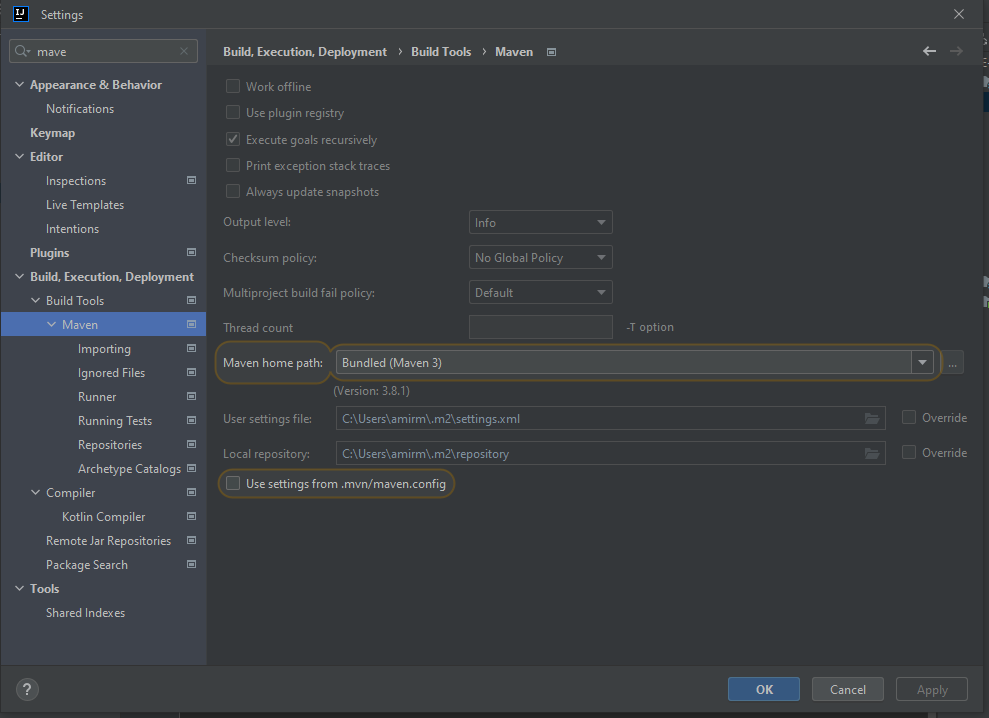 IJ
Settings
mave
Appearance & Behavior
Notifications
Keymap
Editor
Inspections
Live Templates
Intentions
Plugins
Build, Execution, Deployment
Build Tools
Maven
Importing
Ignored Files
Runner
Running Tests
Repositories
Archetype Catalogs
Compiler
Kotlin Compiler
Remote Jar Repositories
Package Search
Tools
Shared Indexes
Build, Execution, Deployment › Build Tools › Maven
Work offline
Use plugin registry
Execute goals recursively
Print exception stack traces
Always update snapshots
Output level: Info
Checksum policy: No Global Policy
Multiproject build fail policy: Default
Thread count -T option
Maven home path: Bundled (Maven 3) ...
(Version: 3.8.1)
User settings file: C:\Users\amirm\.m2\settings.xml Override
Local repository: C:\Users\amirm\.m2\repository Override
Use settings from .mvn/maven.config
? OK Cancel Apply